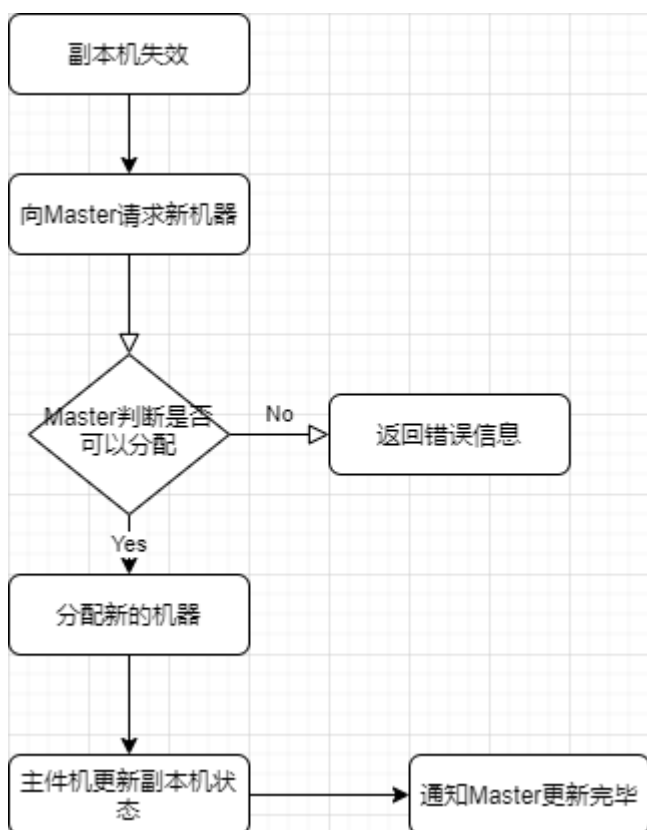 副本机失效
向Master请求新机器
Master判断是否
可以分配
No
返回错误信息
Yes
分配新的机器
主件机更新副本机状
态
通知Master更新完毕